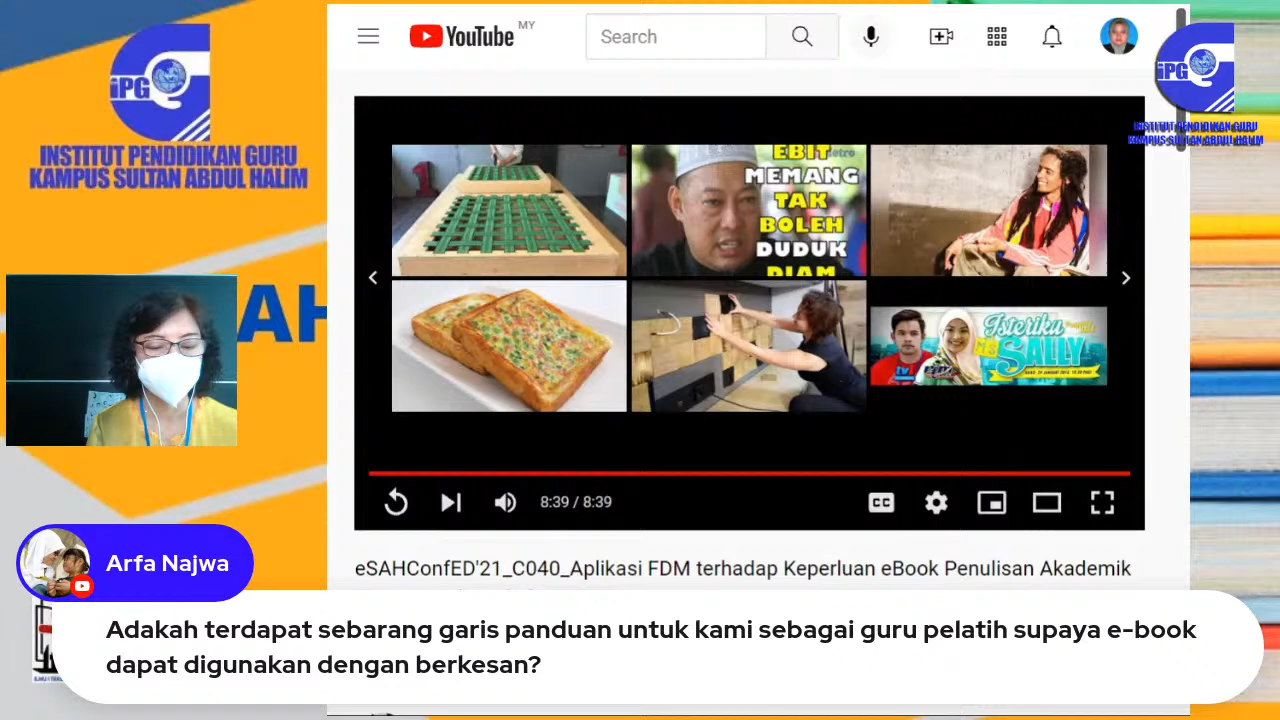 iPG
INSTITUT PENDIDIKAN GURU
KAMPUS SULTAN ABDUL HALIM
YouTube MY
Search
iPG
INSTITUT PENDIDIKAN GURU
KAMPUS SULTAN ABDUL HALIM
EBIT
MEMANG
TAK
BOLEH
DUDUK
DIAM
AH
Isteriku
MS
SALLY
8:39 / 8:39
CC
eSAHConfED'21_C040_Aplikasi FDM terhadap Keperluan eBook Penulisan Akademik
Arfa Najwa
Adakah terdapat sebarang garis panduan untuk kami sebagai guru pelatih supaya e-book
dapat digunakan dengan berkesan?